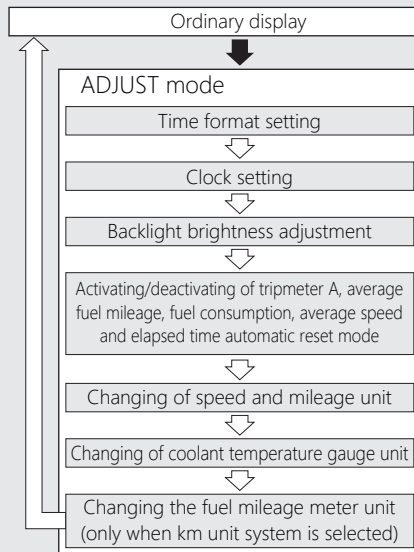 Ordinary display
ADJUST mode
Time format setting
Clock setting
Backlight brightness adjustment
Activating/deactivating of tripmeter A, average
fuel mileage, fuel consumption, average speed
and elapsed time automatic reset mode
Changing of speed and mileage unit
Changing of coolant temperature gauge unit
Changing the fuel mileage meter unit
(only when km unit system is selected)